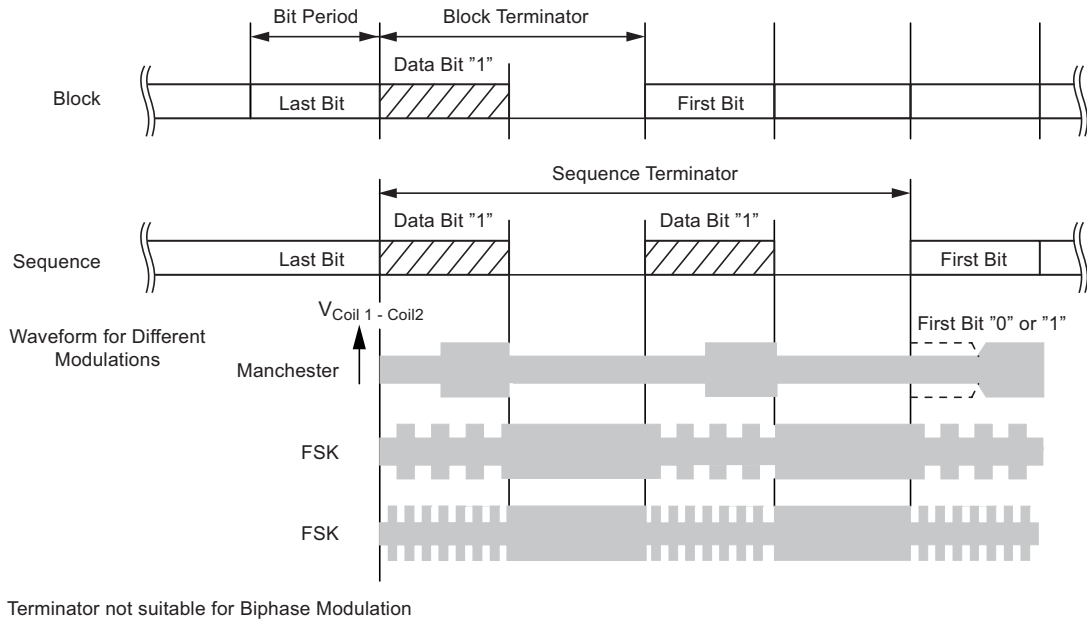 Bit Period
Block Terminator
Data Bit ”1”
Block
Last Bit
First Bit
Sequence Terminator
Data Bit ”1”
Data Bit ”1”
Sequence
Last Bit
First Bit
VCoil 1 - Coil2
Waveform for Different
Modulations
First Bit ”0” or ”1”
Manchester
FSK
FSK
Terminator not suitable for Biphase Modulation